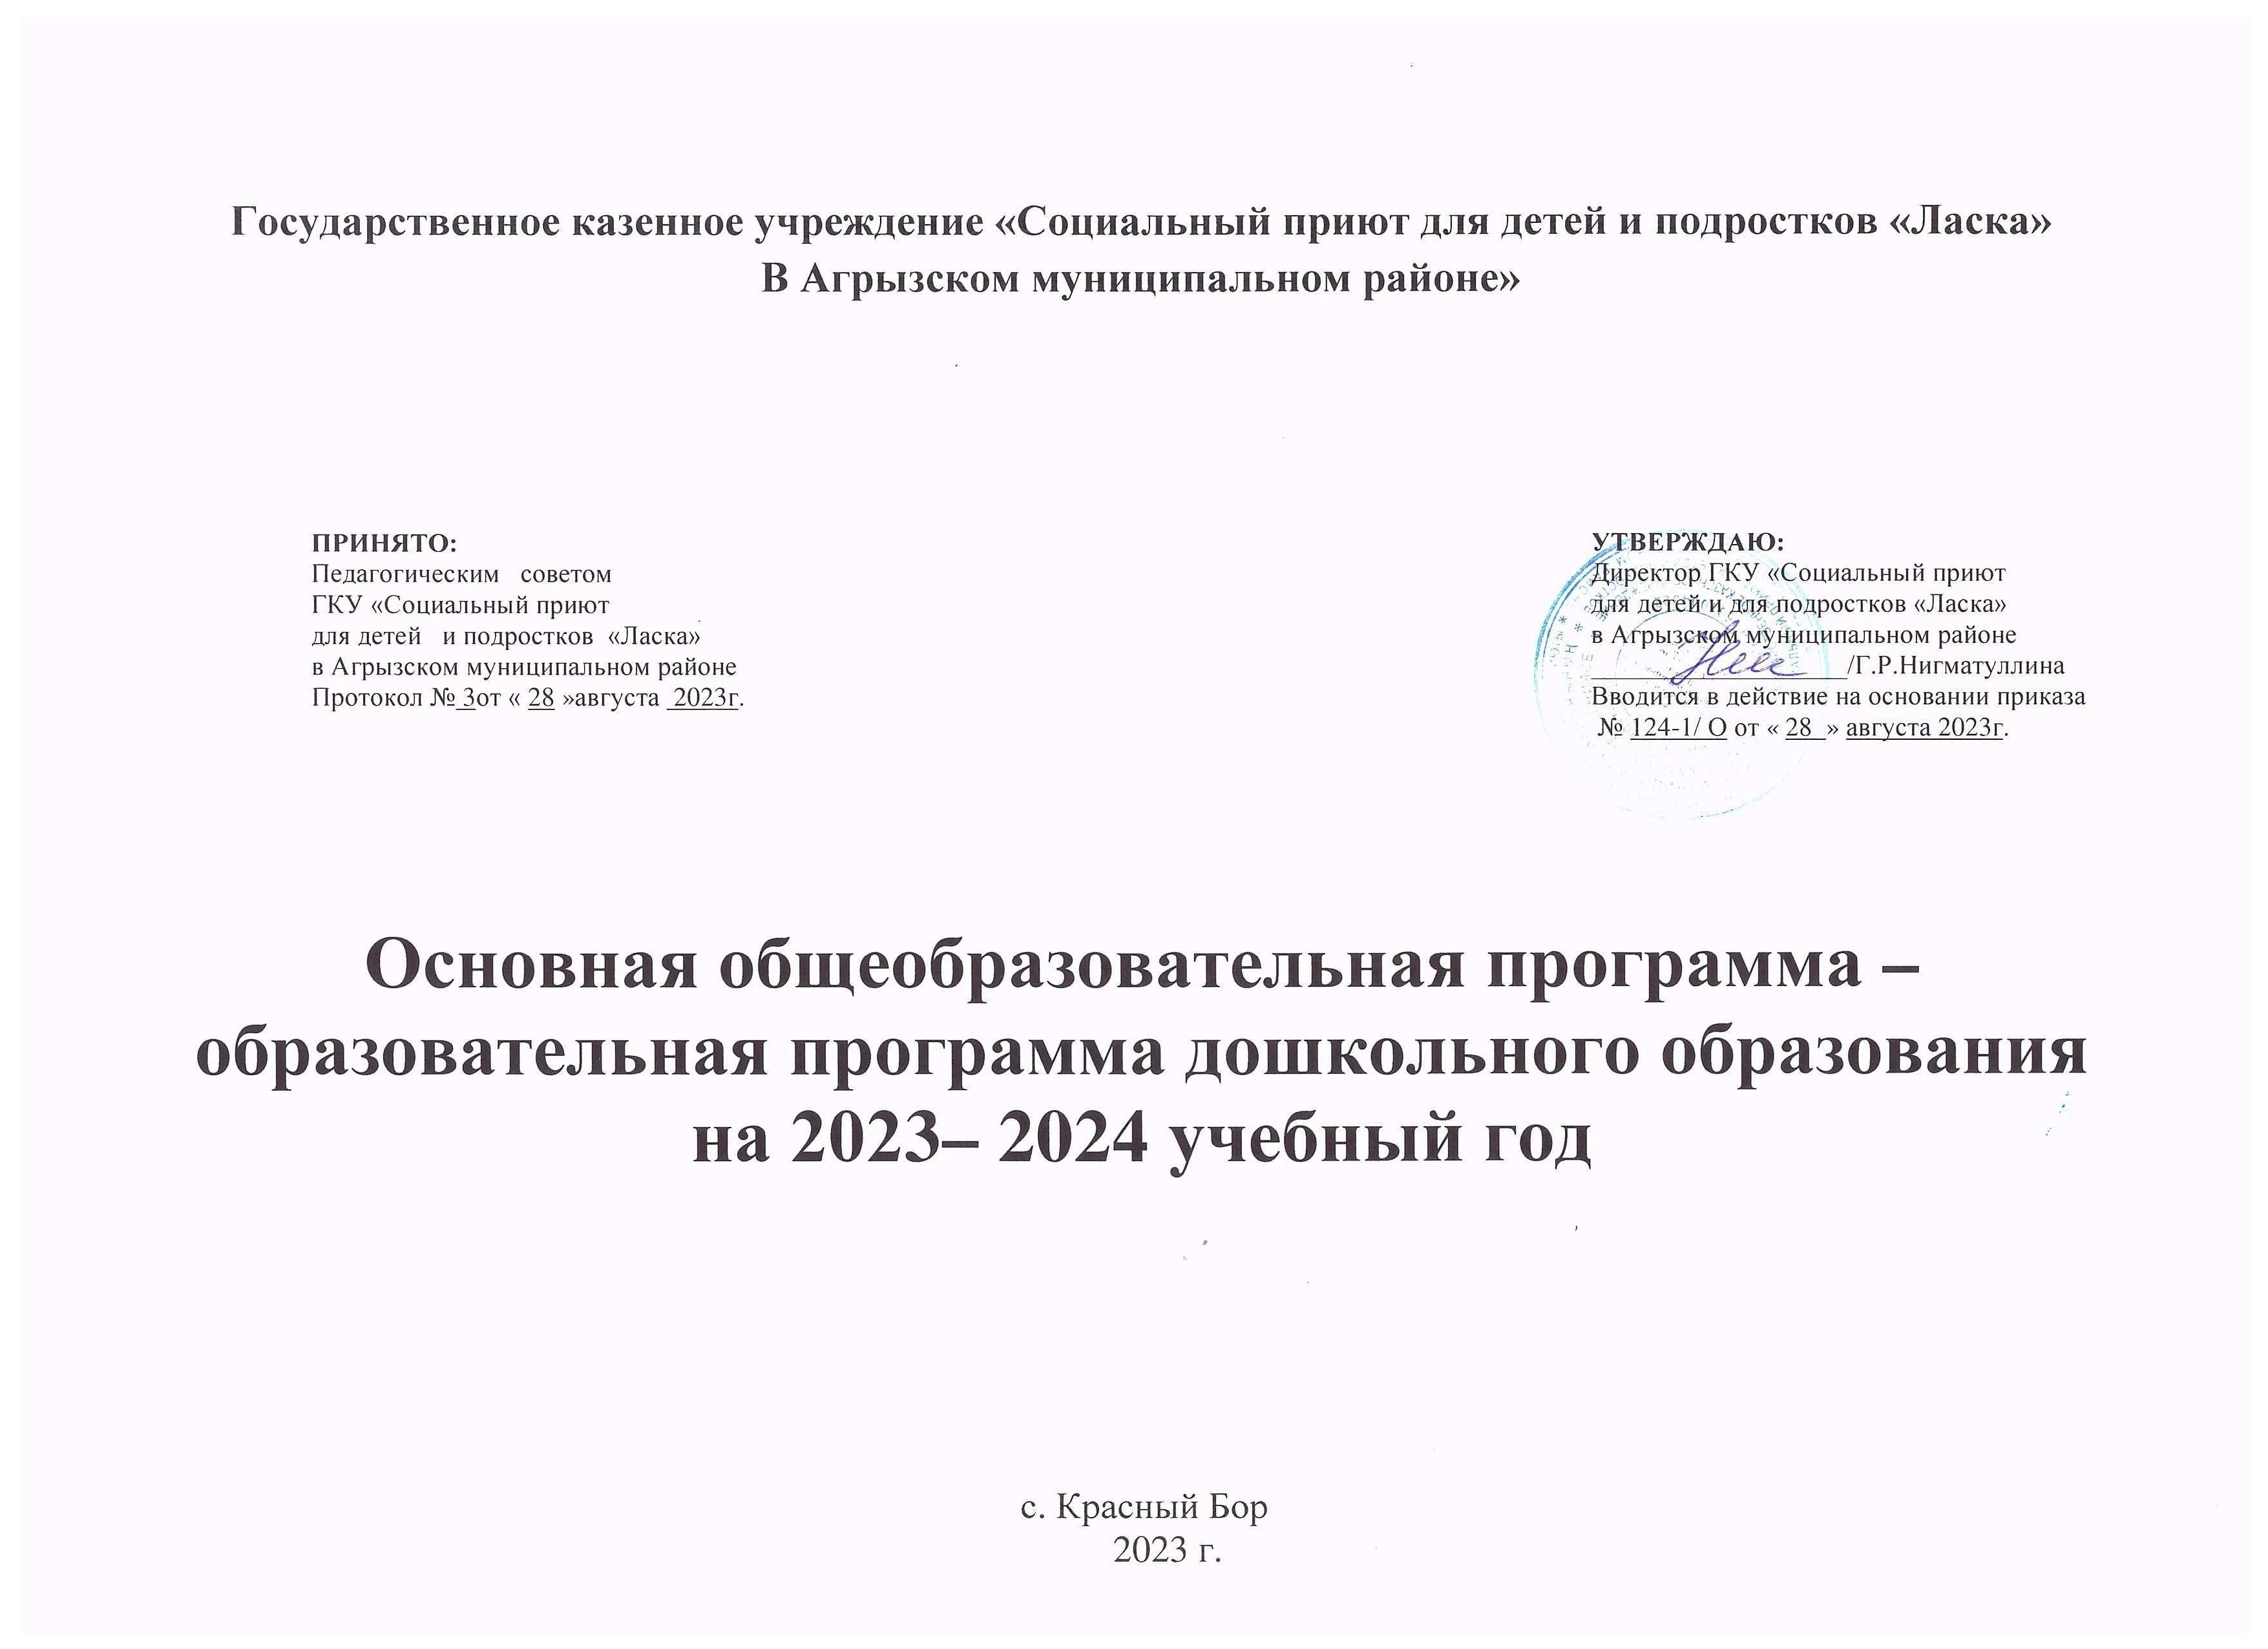 Государственное казенное учреждение «Социальный приют для детей и подростков «Ласка»
В Агрызском муниципальном районе»
ПРИНЯТО:
Педагогическим советом
ГКУ «Социальный приют
для детей и подростков «Ласка»
в Агрызском муниципальном районе
Протокол № 3от « 28 »августа 2023г.
УТВЕРЖДАЮ:
Директор ГКУ «Социальный приют
для детей и для подростков «Ласка»
в Агрызском муниципальном районе
/Г.Р.Нигматуллина
Вводится в действие на основании приказа
№ 124-1/ О от « 28 » августа 2023г.
Основная общеобразовательная программа –
образовательная программа дошкольного образования
на 2023– 2024 учебный год
с. Красный Бор
2023 г.